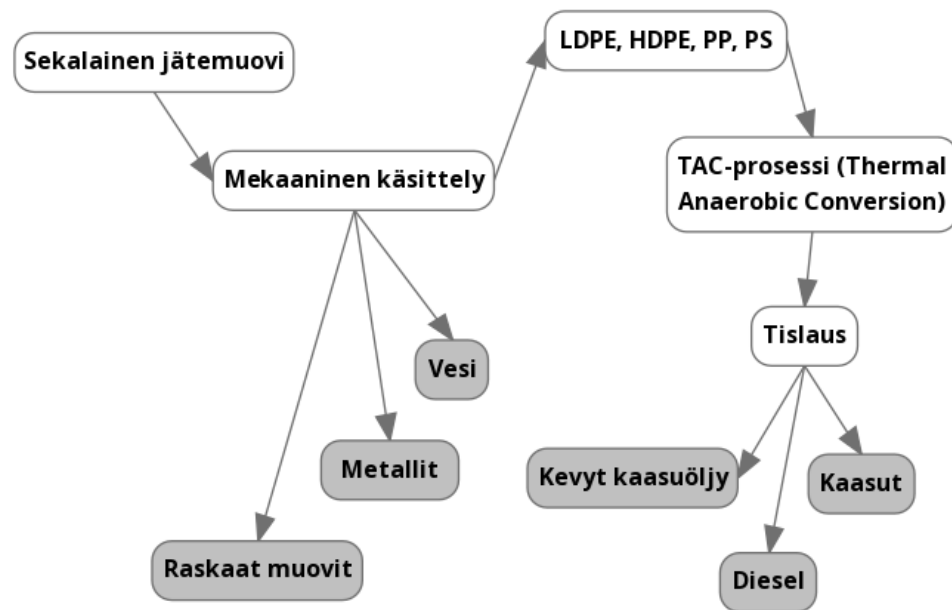 Sekalainen jätemuovi
LDPE, HDPE, PP, PS
Mekaaninen käsittely
TAC-prosessi (Thermal
Anaerobic Conversion)
Tislaus
Vesi
Metallit
Kevyt kaasuöljy
Kaasut
Raskaat muovit
Diesel